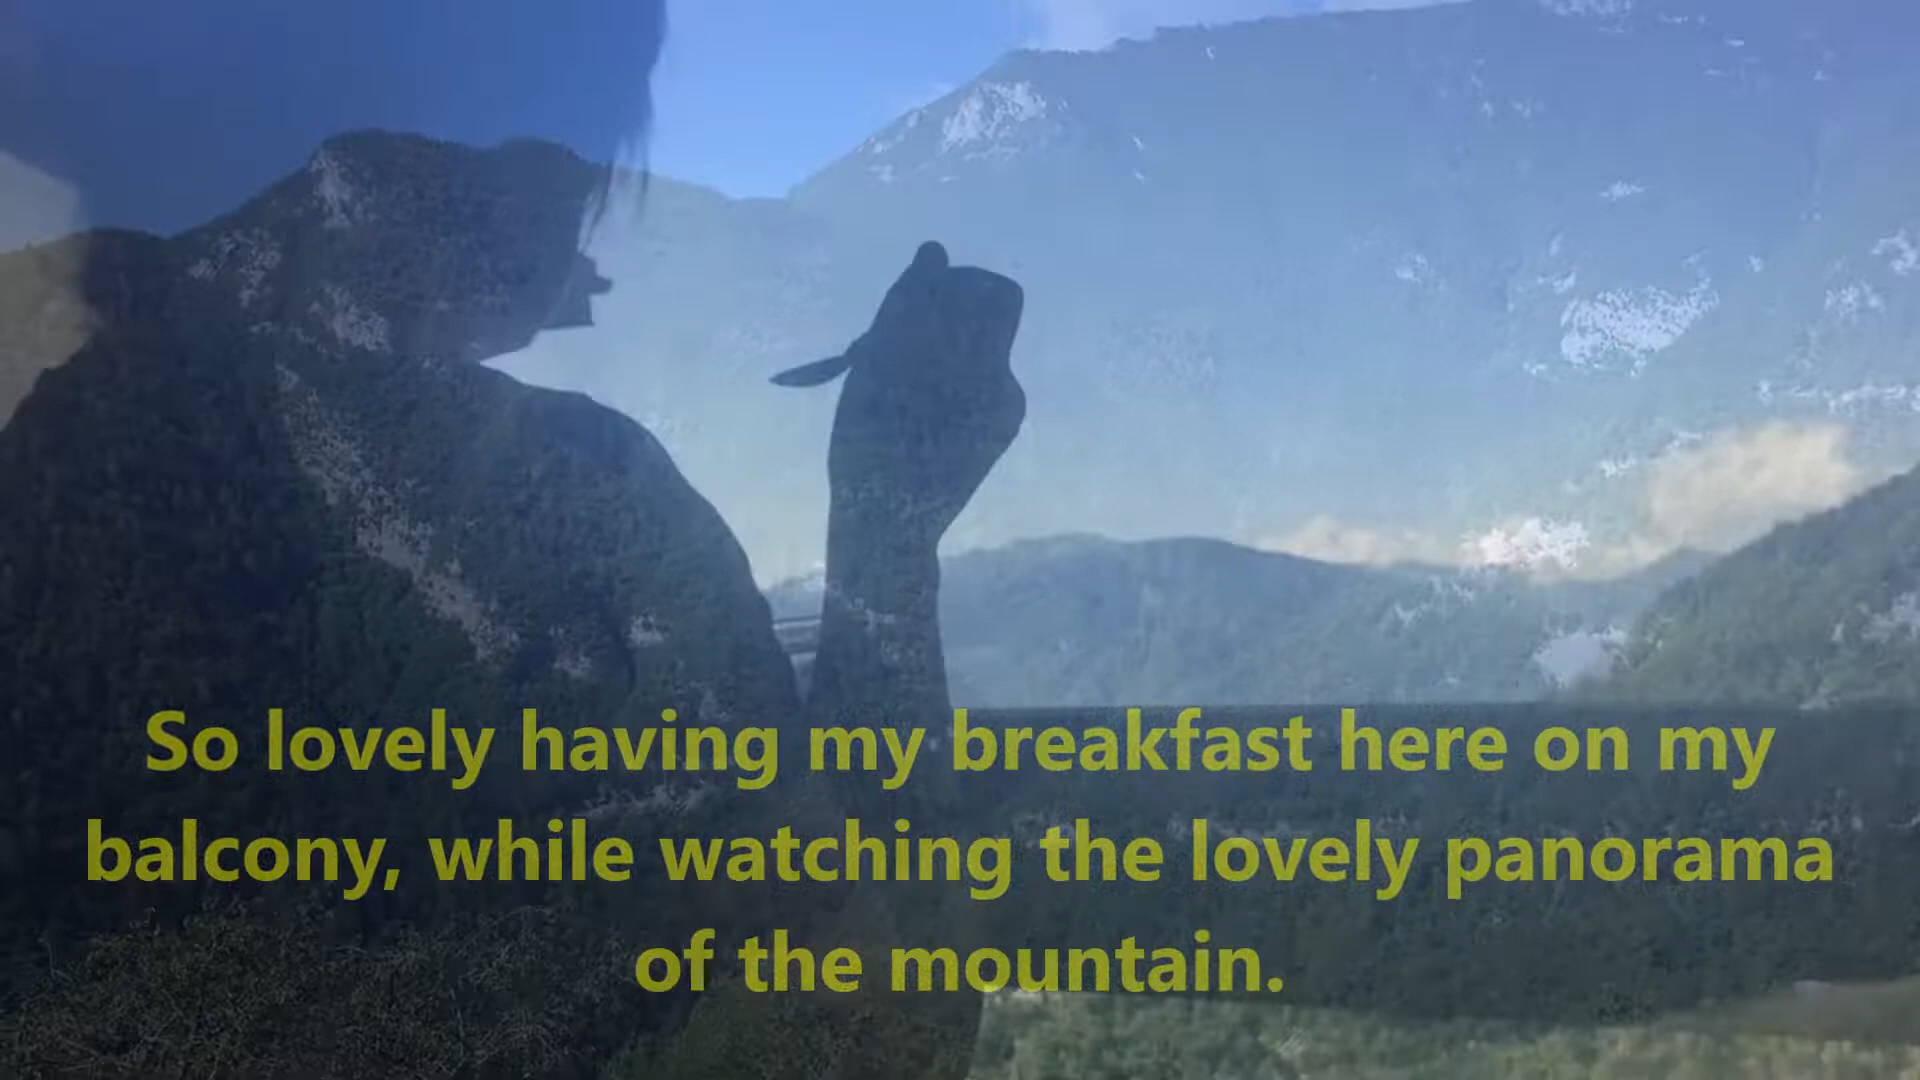 So lovely having my breakfast here on my
balcony, while watching the lovely panorama
of the mountain.